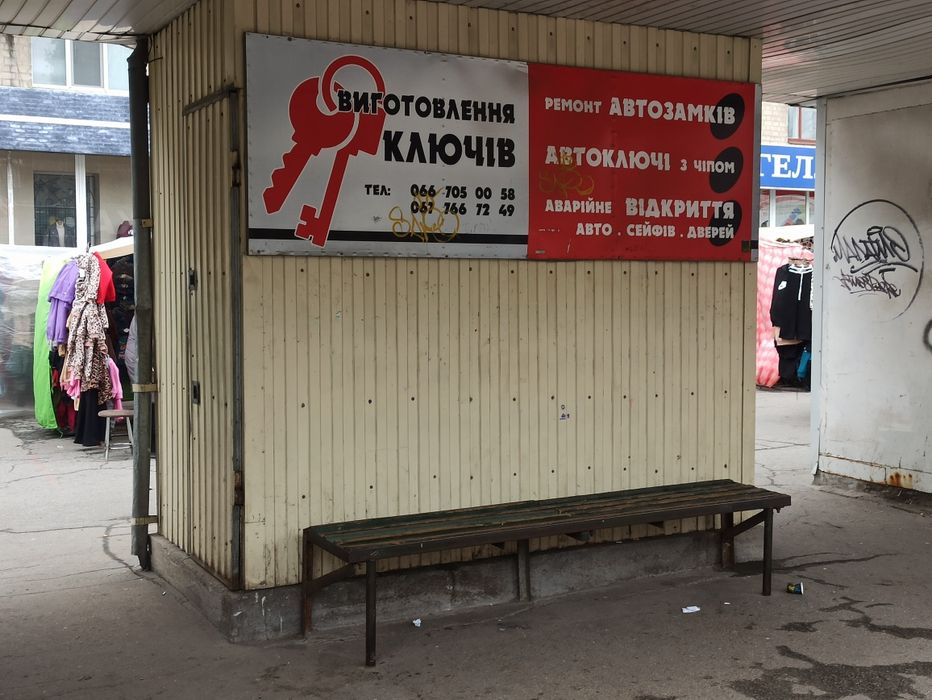 ВИГОТОВЛЕННЯ
КЛЮЧІВ
ТЕЛ: 066 705 00 58
067 766 72 49
РЕМОНТ АВТОЗАМКІВ
АВТОКЛЮЧІ З ЧІПОМ
АВАРІЙНЕ ВІДКРИТТЯ
АВТО . СЕЙФІВ . ДВЕРЕЙ